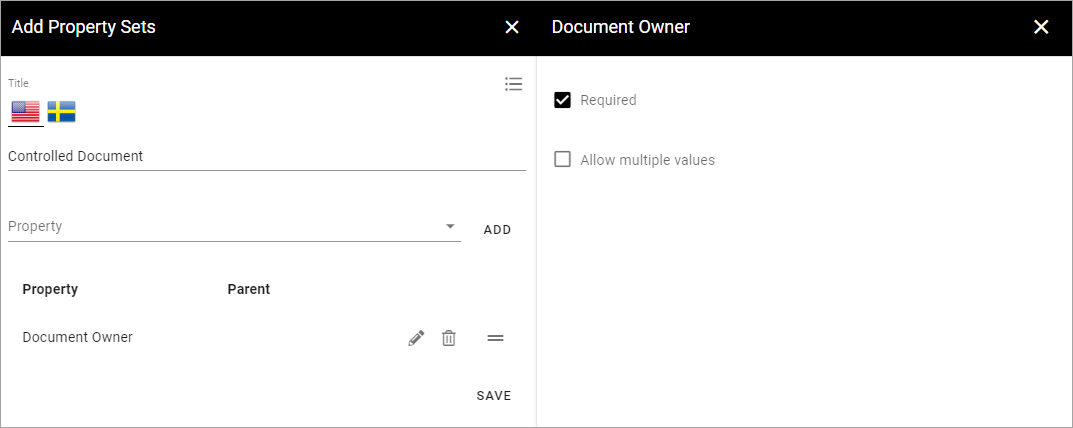 Add Property Sets
Title
Controlled Document
Property
ADD
Property Parent
Document Owner
SAVE
Document Owner
Required
Allow multiple values